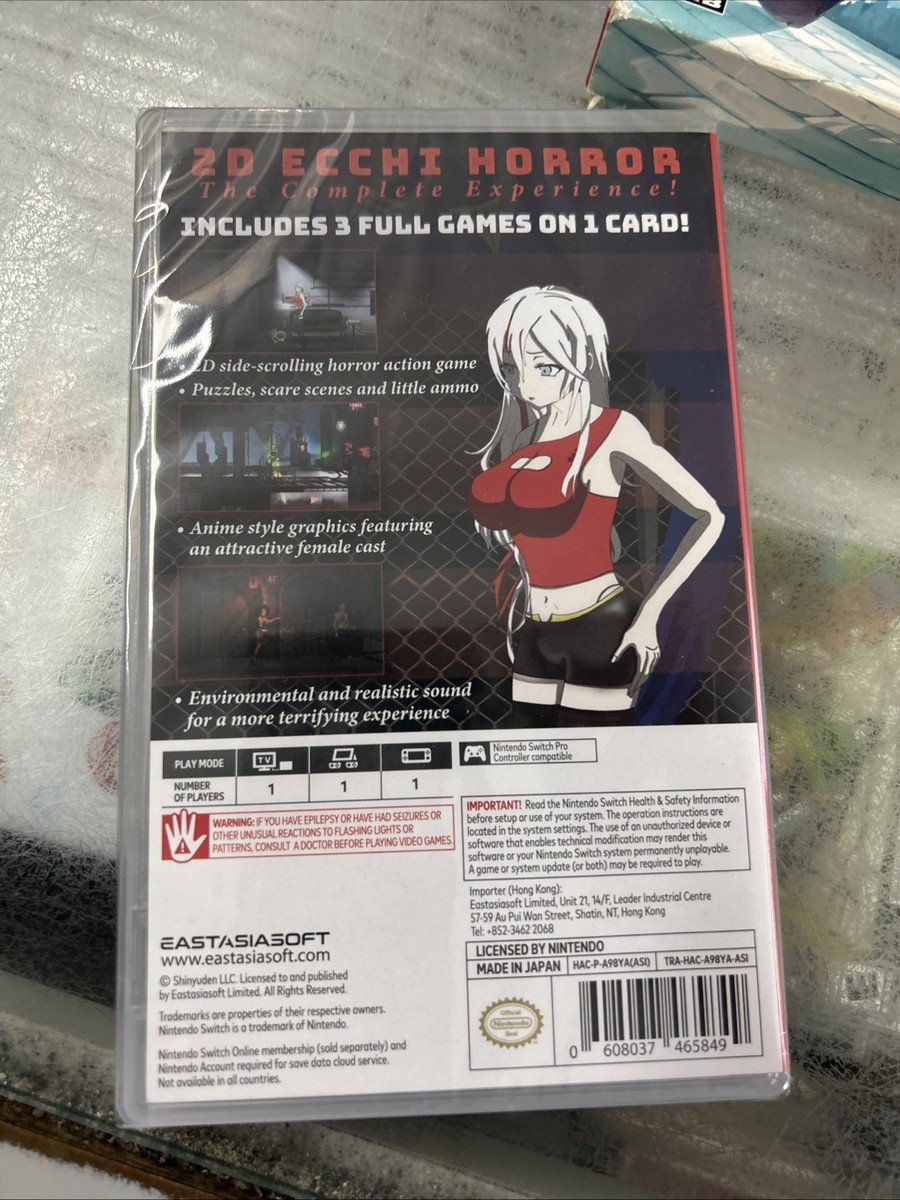 2D ECCHI HORROR
The Complete Experience!
INCLUDES 3 FULL GAMES ON 1 CARD!
2D side-scrolling horror action game
• Puzzles, scare scenes and little ammo
• Anime style graphics featuring
an attractive female cast
• Environmental and realistic sound
for a more terrifying experience
PLAY MODE
TV
NUMBER
OF PLAYERS
1
1
1
Nintendo Switch Pro
Controller compatible
WARNING: IF YOU HAVE EPILEPSY OR HAVE HAD SEIZURES OR
OTHER UNUSUAL REACTIONS TO FLASHING LIGHTS OR
PATTERNS, CONSULT A DOCTOR BEFORE PLAYING VIDEO GAMES.
IMPORTANT! Read the Nintendo Switch Health & Safety Information
before setup or use of your system. The operation instructions are
located in the system settings. The use of an unauthorized device or
software that enables technical modification may render this
software or your Nintendo Switch system permanently unplayable.
A game or system update (or both) may be required to play.
Importer (Hong Kong):
Eastasiasoft Limited, Unit 21, 14/F, Leader Industrial Centre
57-59 Au Pui Wan Street, Shatin, NT, Hong Kong
Tel: +852-3462 2068
EASTASIASOFT
www.eastasiasoft.com
© Shinyuden LLC. Licensed to and published
by Eastasiasoft Limited. All Rights Reserved.
Trademarks are properties of their respective owners.
Nintendo Switch is a trademark of Nintendo.
Nintendo Switch Online membership (sold separately) and
Nintendo Account required for save data cloud service.
Not available in all countries.
LICENSED BY NINTENDO
MADE IN JAPAN
HAC-P-A98YA(ASI)
TRA-HAC-A98YA-ASI
Official
Nintendo
Seal
0 608037 465849